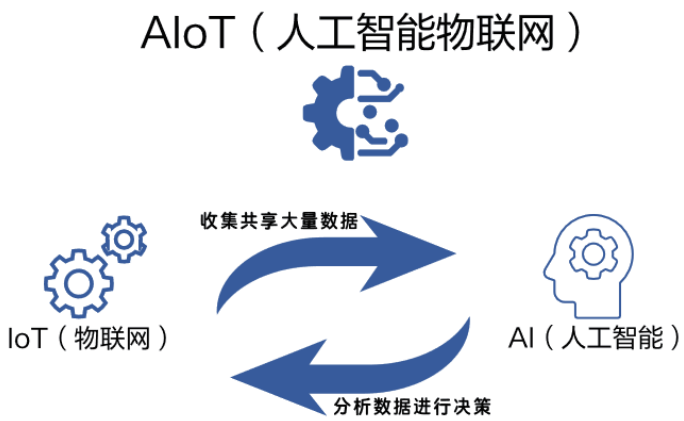 AIoT（人工智能物联网）
收集共享大量数据
IoT（物联网）
AI（人工智能）
分析数据进行决策